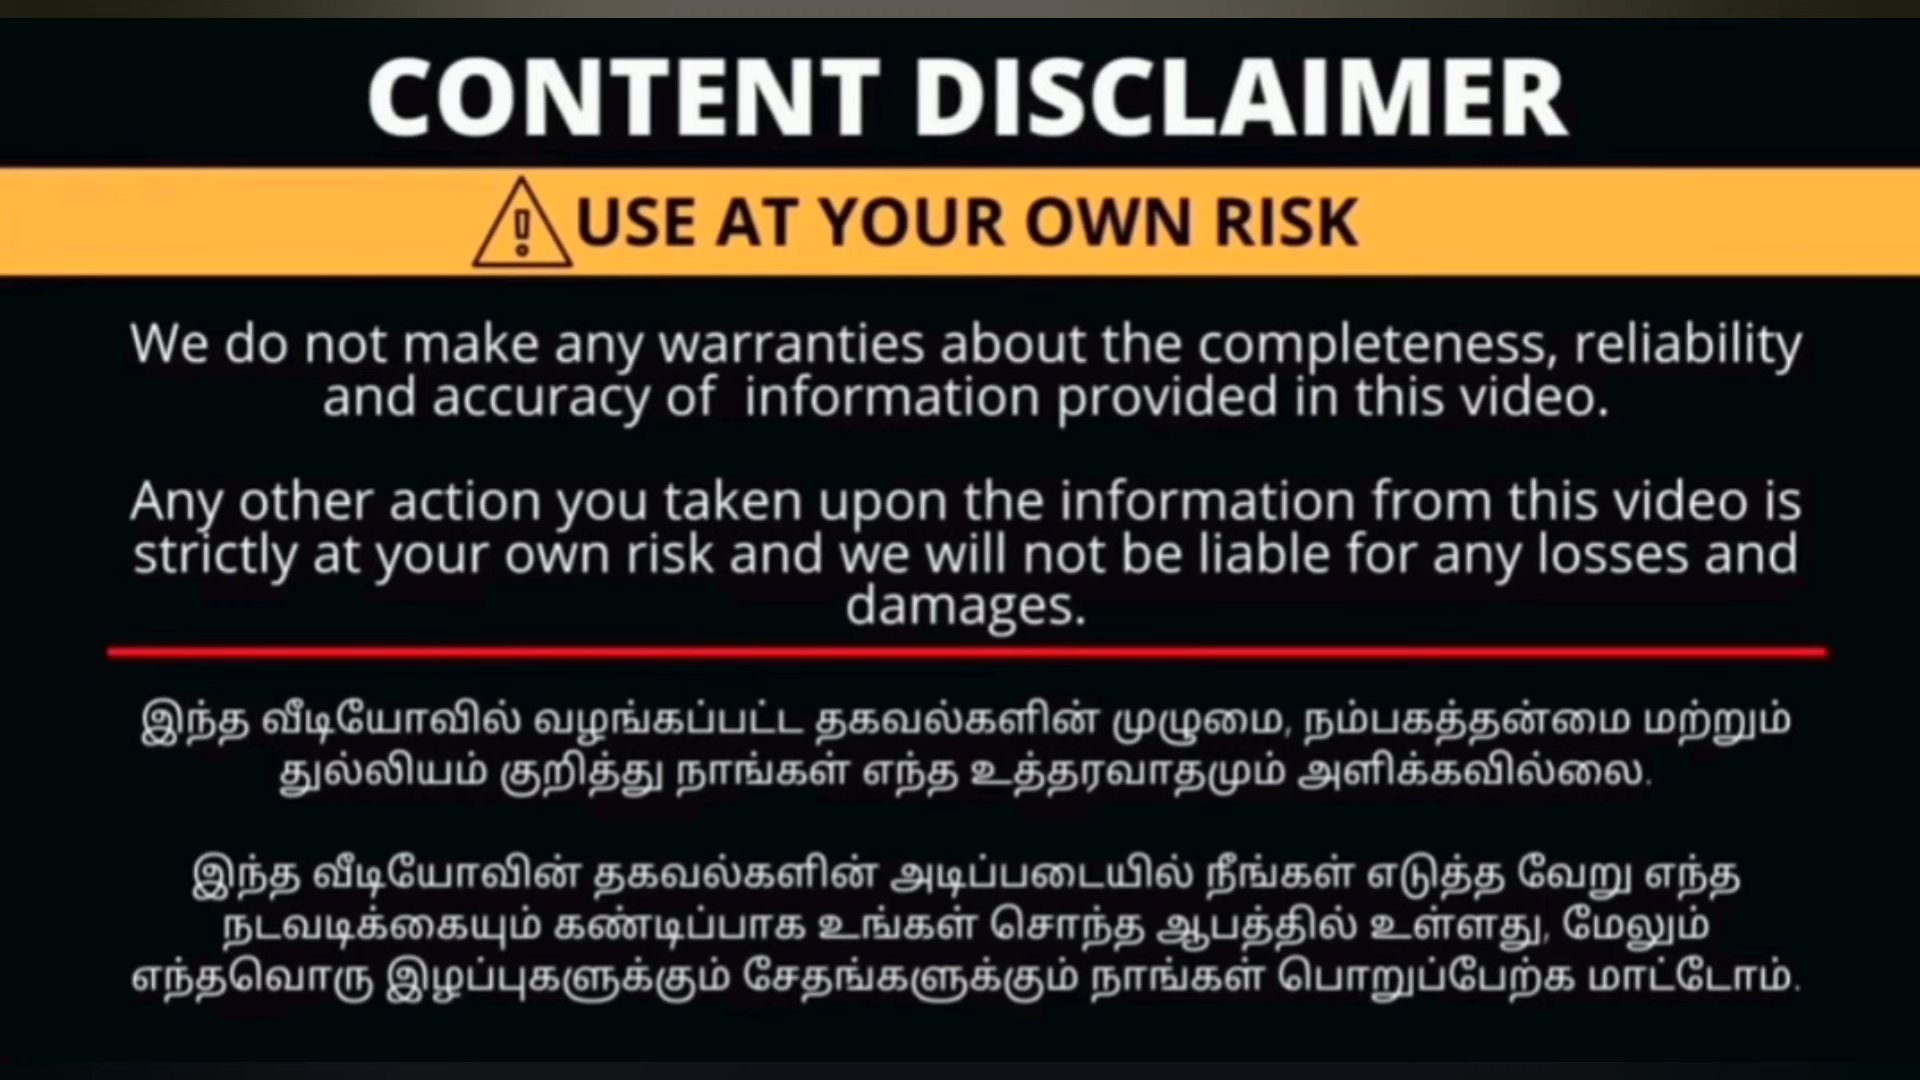 CONTENT DISCLAIMER
USE AT YOUR OWN RISK
We do not make any warranties about the completeness, reliability
and accuracy of information provided in this video.
Any other action you taken upon the information from this video is
strictly at your own risk and we will not be liable for any losses and
damages.
இந்த வீடியோவில் வழங்கப்பட்ட தகவல்களின் முழுமை, நம்பகத்தன்மை மற்றும்
துல்லியம் குறித்து நாங்கள் எந்த உத்தரவாதமும் அளிக்கவில்லை.
இந்த வீடியோவின் தகவல்களின் அடிப்படையில் நீங்கள் எடுத்த வேறு எந்த
நடவடிக்கையும் கண்டிப்பாக உங்கள் சொந்த ஆபத்தில் உள்ளது, மேலும்
எந்தவொரு இழப்புகளுக்கும் சேதங்களுக்கும் நாங்கள் பொறுப்பேற்க மாட்டோம்.